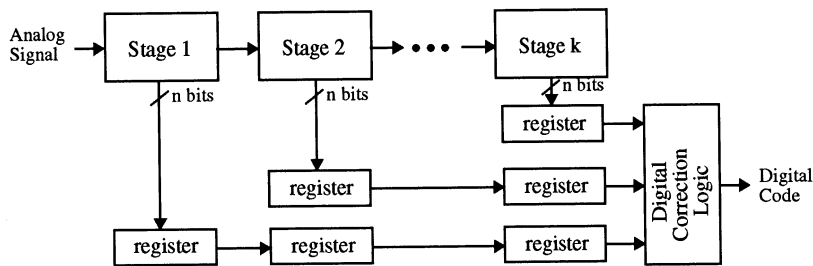 Analog
Signal
Stage 1
Stage 2
Stage k
n bits
n bits
n bits
register
register
register
register
register
register
Digital
Correction
Logic
Digital
Code